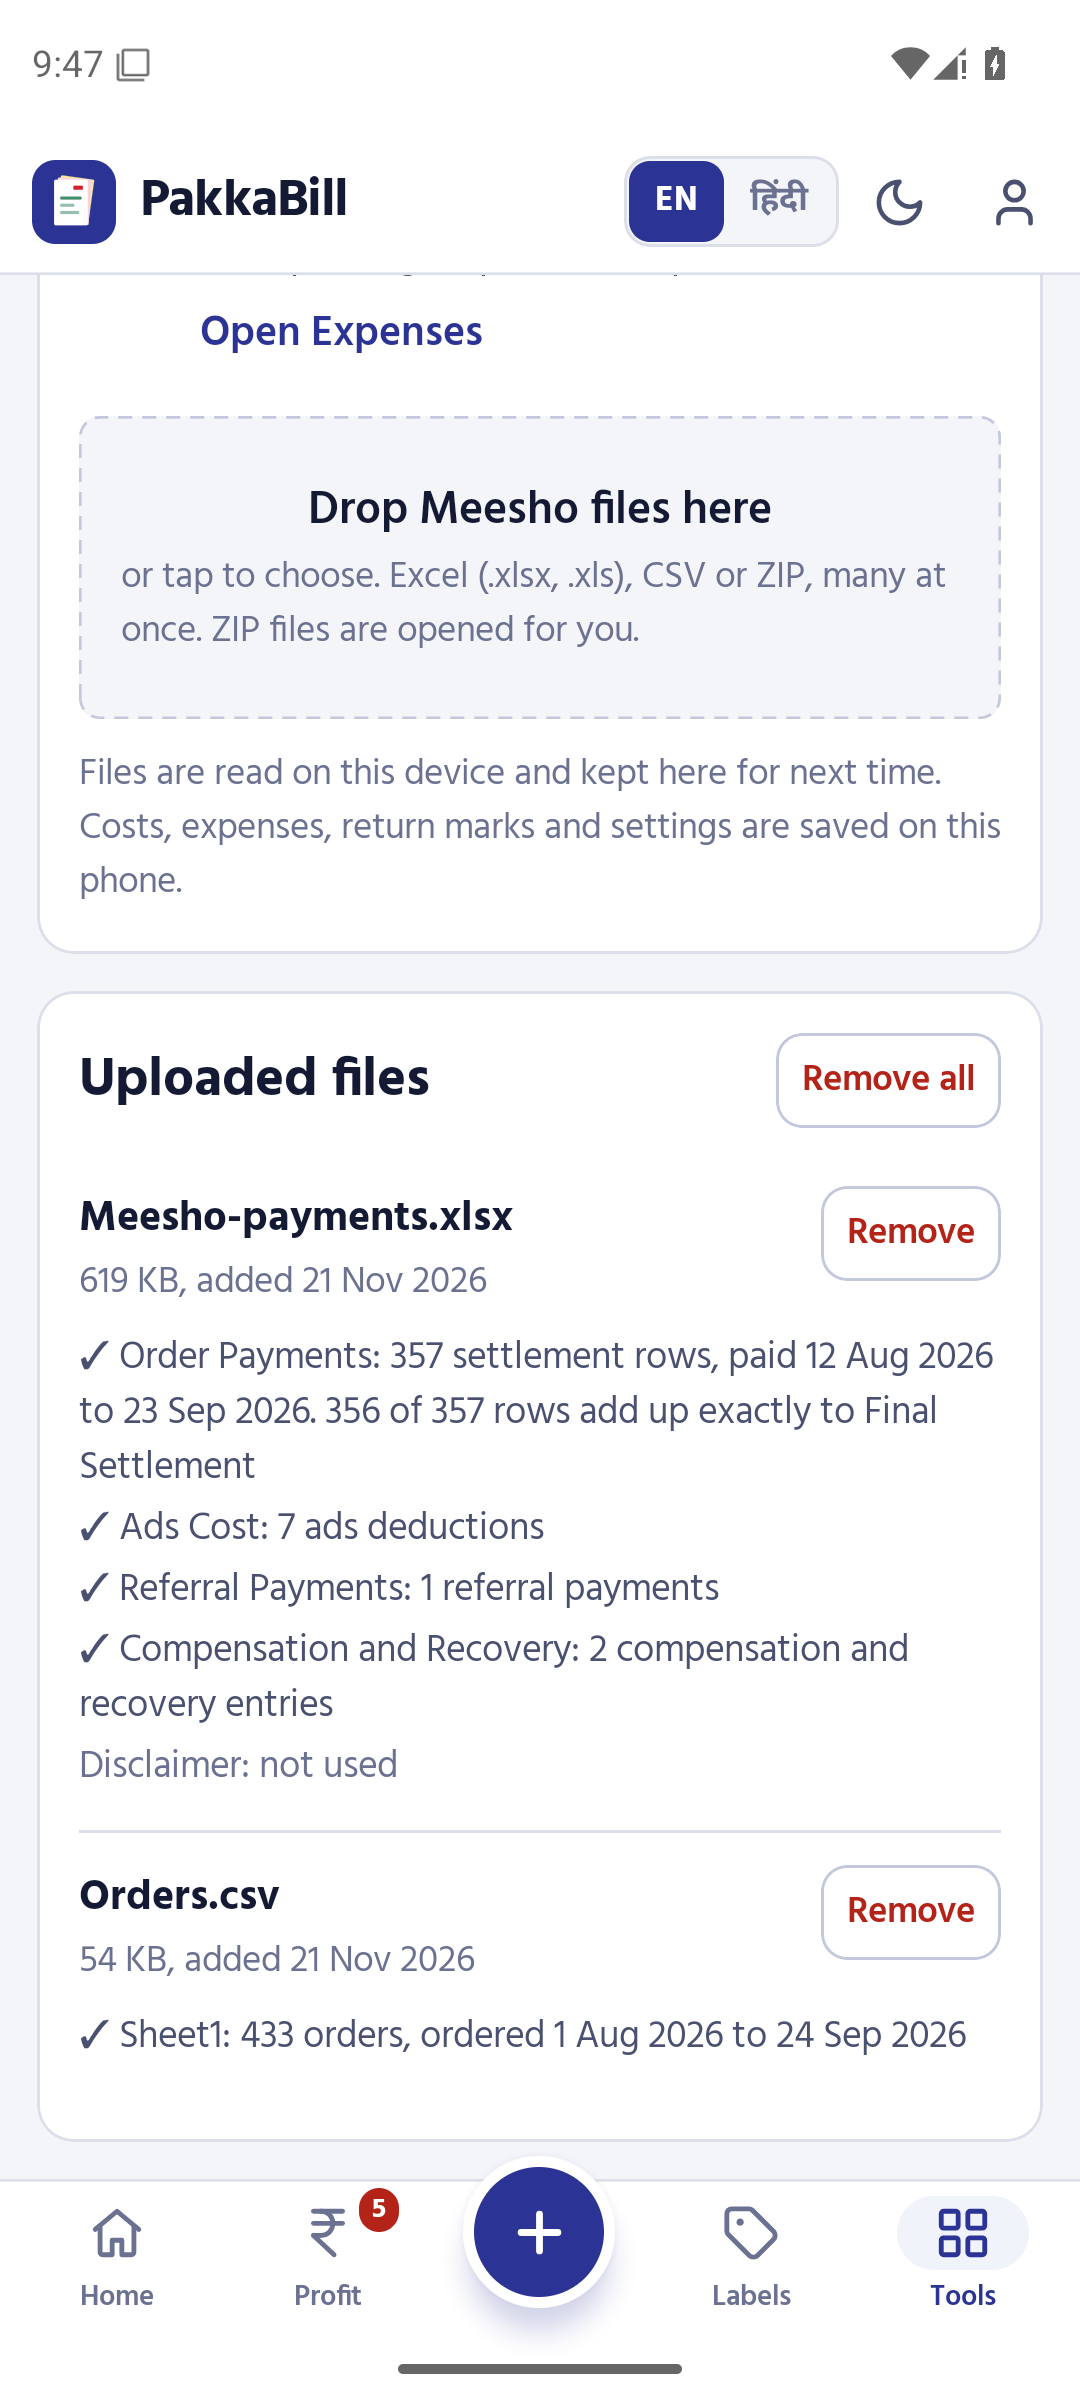 9:47
PakkaBill
EN
हिंदी
Open Expenses
Drop Meesho files here
or tap to choose. Excel (.xlsx, .xls), CSV or ZIP, many at
once. ZIP files are opened for you.
Files are read on this device and kept here for next time.
Costs, expenses, return marks and settings are saved on this
phone.
Uploaded files
Remove all
Meesho-payments.xlsx
Remove
619 KB, added 21 Nov 2026
✓ Order Payments: 357 settlement rows, paid 12 Aug 2026
to 23 Sep 2026. 356 of 357 rows add up exactly to Final
Settlement
✓ Ads Cost: 7 ads deductions
✓ Referral Payments: 1 referral payments
✓ Compensation and Recovery: 2 compensation and
recovery entries
Disclaimer: not used
Orders.csv
Remove
54 KB, added 21 Nov 2026
✓ Sheet1: 433 orders, ordered 1 Aug 2026 to 24 Sep 2026
5
Home
Profit
Labels
Tools